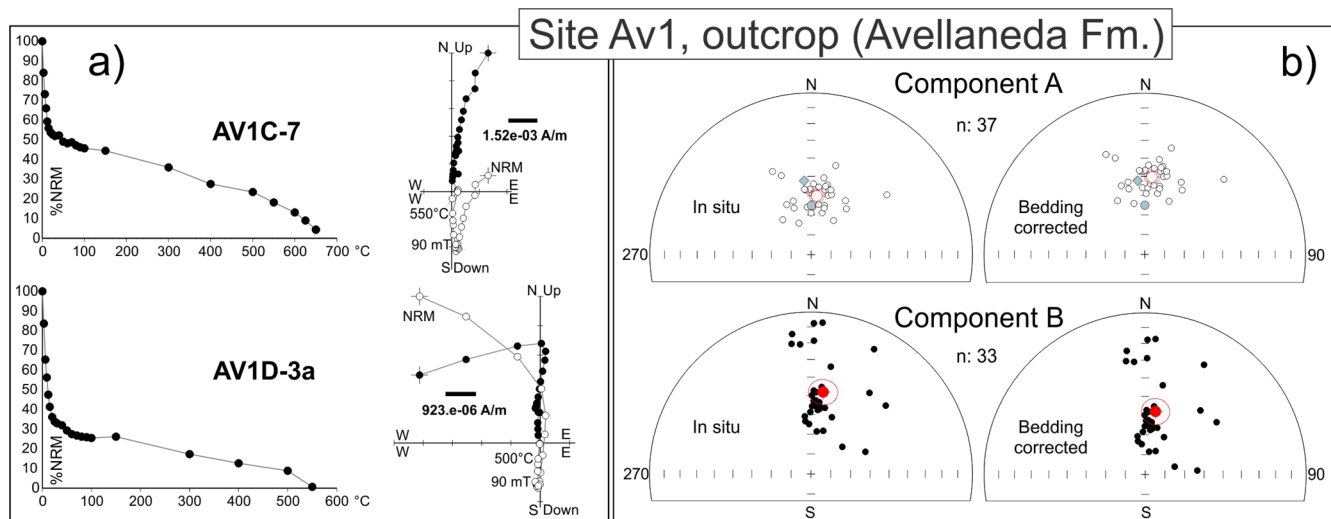 Site Av1, outcrop (Avellaneda Fm.)
a)
100
90
80
70
60
50
40
30
20
10
0
%NRM
AV1C-7
0 100 200 300 400 500 600 700 °C
N Up
1.52e-03 A/m
NRM
W E
W E
550°C
90 mT
S Down
100
90
80
70
60
50
40
30
20
10
0
%NRM
AV1D-3a
0 100 200 300 400 500 600 °C
N Up
NRM
923.e-06 A/m
W E
W E
500°C
90 mT
S Down
b)
Component A
n: 37
N
N
In situ
Bedding
corrected
270
90
Component B
n: 33
N
N
In situ
Bedding
corrected
270
90
S
S